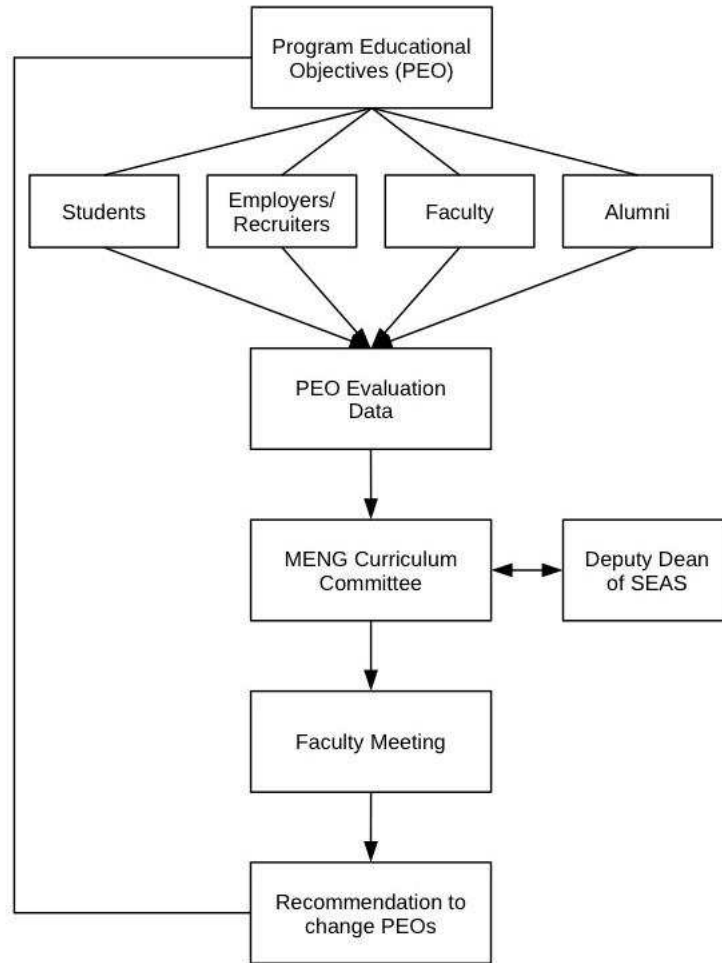 Program Educational
Objectives (PEO)
Students
Employers/
Recruiters
Faculty
Alumni
PEO Evaluation
Data
MENG Curriculum
Committee
Deputy Dean
of SEAS
Faculty Meeting
Recommendation to
change PEOs